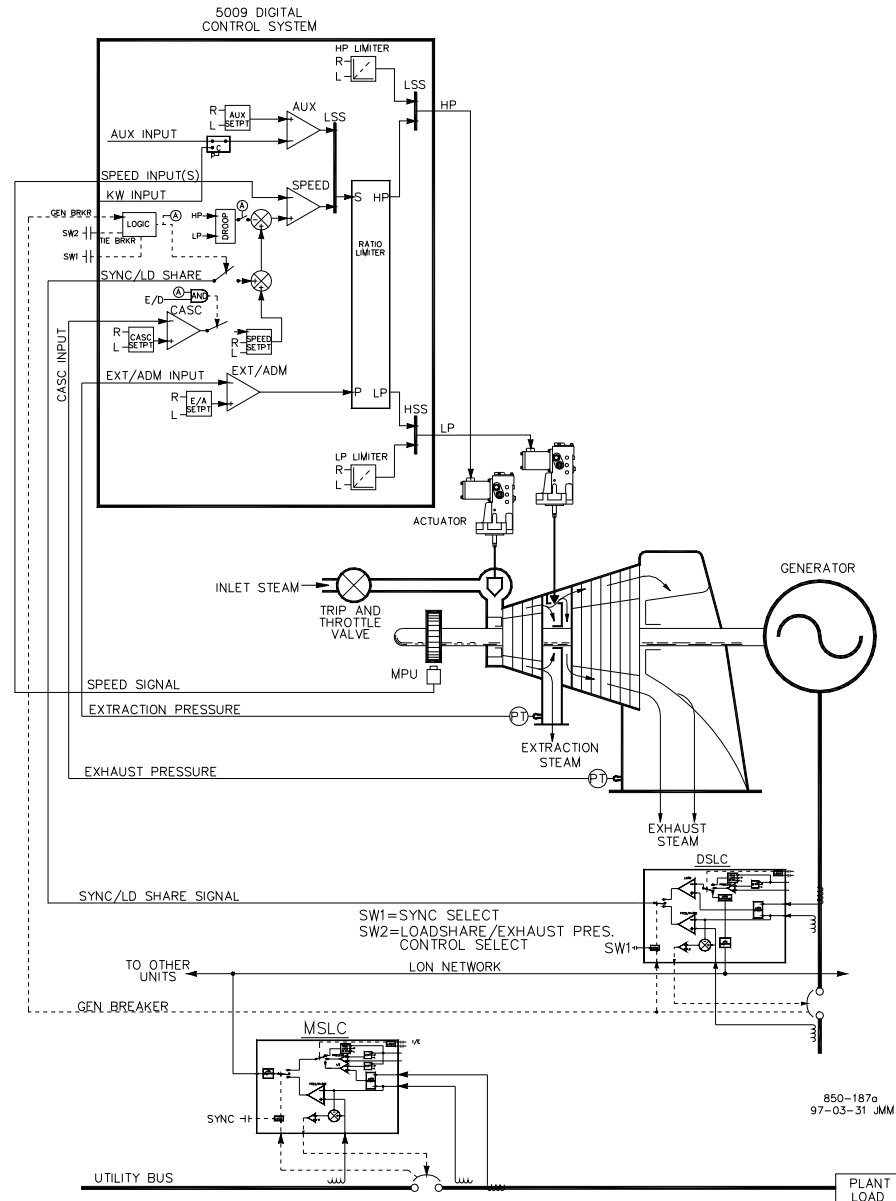 5009 DIGITAL
CONTROL SYSTEM
HP LIMITER
R
L
LSS
HP
R
L
AUX
SETPT
AUX
LSS
AUX INPUT
C
P
SPEED INPUT(S)
SPEED
KW INPUT
S HP
GEN BRKR
LOGIC
A
HP
LP
DROOP
A
SW2
TIE BRKR
SW1
RATIO
LIMITER
SYNC/LD SHARE
A
E/D
AND
CASC
R
L
CASC
SETPT
R
L
SPEED
SETPT
CASC INPUT
EXT/ADM INPUT
EXT/ADM
R
L
E/A
SETPT
P LP
HSS
LP
LP LIMITER
R
L
ACTUATOR
INLET STEAM
TRIP AND
THROTTLE
VALVE
GENERATOR
MPU
SPEED SIGNAL
EXTRACTION PRESSURE
PT
EXTRACTION
STEAM
EXHAUST PRESSURE
PT
EXHAUST
STEAM
DSLC
SYNC/LD SHARE SIGNAL
SW1=SYNC SELECT
SW2=LOADSHARE/EXHAUST PRES.
CONTROL SELECT
SW1
TO OTHER
UNITS
LON NETWORK
GEN BREAKER
MSLC
I/E
SYNC
850-187a
97-03-31 JMM
UTILITY BUS
PLANT
LOAD